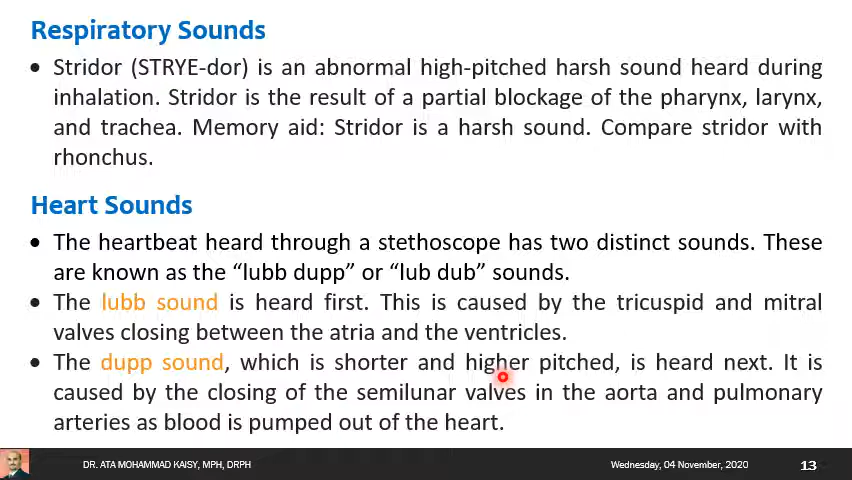 Respiratory Sounds
• Stridor (STRYE-dor) is an abnormal high-pitched harsh sound heard during
inhalation. Stridor is the result of a partial blockage of the pharynx, larynx,
and trachea. Memory aid: Stridor is a harsh sound. Compare stridor with
rhonchus.
Heart Sounds
• The heartbeat heard through a stethoscope has two distinct sounds. These
are known as the “lubb dupp” or “lub dub” sounds.
• The lubb sound is heard first. This is caused by the tricuspid and mitral
valves closing between the atria and the ventricles.
• The dupp sound, which is shorter and higher pitched, is heard next. It is
caused by the closing of the semilunar valves in the aorta and pulmonary
arteries as blood is pumped out of the heart.
DR. ATA MOHAMMAD KAISY, MPH, DRPH
Wednesday, 04 November, 2020
13